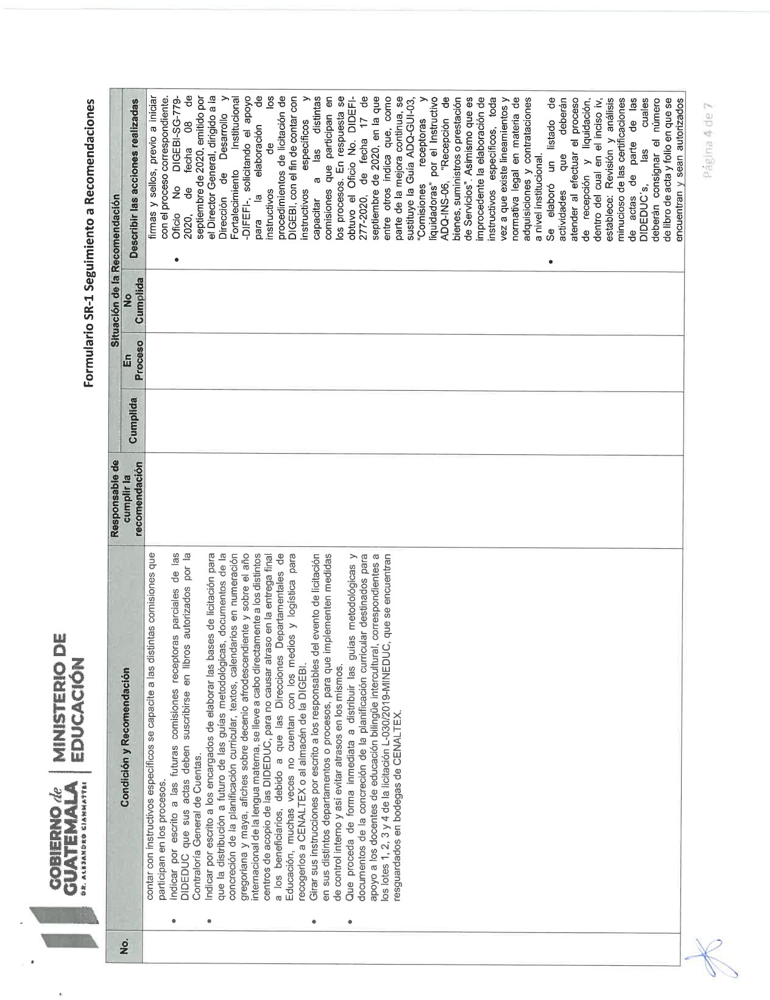 GOBIERNO de
GUATEMALA
DR. ALEJANDRO GIAMMATTEI
MINISTERIO DE
EDUCACIÓN
Formulario SR-1 Seguimiento a Recomendaciones
No.
Condición y Recomendación
Responsable de
cumplir la
recomendación
Situación de la Recomendación
Cumplida
En
Proceso
No
Cumplida
Describir las acciones realizadas
contar con instructivos específicos se capacite a las distintas comisiones que
participan en los procesos.
• Indicar por escrito a las futuras comisiones receptoras parciales de las
DIDEDUC que sus actas deben suscribirse en libros autorizados por la
Contraloría General de Cuentas.
• Indicar por escrito a los encargados de elaborar las bases de licitación para
que la distribución a futuro de las guías metodológicas, documentos de la
concreción de la planificación curricular, textos, calendarios en numeración
gregoriana y maya, afiches sobre decenio afrodescendiente y sobre el año
internacional de la lengua materna, se lleve a cabo directamente a los distintos
centros de acopio de las DIDEDUC, para no causar atraso en la entrega final
a los beneficiarios, debido a que las Direcciones Departamentales de
Educación, muchas veces no cuentan con los medios y logística para
recogerlos a CENALTEX o al almacén de la DIGEBI.
• Girar sus instrucciones por escrito a los responsables del evento de licitación
en sus distintos departamentos o procesos, para que implementen medidas
de control interno y así evitar atrasos en los mismos.
• Que proceda de forma inmediata a distribuir las guías metodológicas y
documentos de la concreción de la planificación curricular destinados para
apoyo a los docentes de educación bilingüe intercultural, correspondientes a
los lotes 1, 2, 3 y 4 de la licitación L-030/2019-MINEDUC, que se encuentran
resguardados en bodegas de CENALTEX.
firmas y sellos, previo a iniciar
con el proceso correspondiente.
• Oficio No DIGEBI-SG-779-
2020, de fecha 08 de
septiembre de 2020, emitido por
el Director General, dirigido a la
Dirección de Desarrollo y
Fortalecimiento Institucional
-DIFEFI-, solicitando el apoyo
para la elaboración de
instructivos de los
procedimientos de licitación de
DIGEBI, con el fin de contar con
instructivos específicos y
capacitar a las distintas
comisiones que participan en
los procesos. En respuesta se
obtuvo el Oficio No. DIDEFI-
277-2020, de fecha 17 de
septiembre de 2020, en la que
entre otros indica que, como
parte de la mejora continua, se
sustituye la Guía ADQ-GUI-03,
“Comisiones receptoras y
liquidadoras” por el Instructivo
ADQ-INS-06, “Recepción de
bienes, suministros o prestación
de Servicios”. Asimismo que es
improcedente la elaboración de
instructivos específicos, toda
vez a que existe lineamientos y
normativa legal en materia de
adquisiciones y contrataciones
a nivel institucional.
• Se elaboró un listado de
actividades que deberán
atender al efectuar el proceso
de recepción y liquidación,
dentro del cual en el inciso iv,
establece: Revisión y análisis
minucioso de las certificaciones
de actas de parte de las
DIDEDUC´s, las cuales
deberán consignar el número
de libro de acta y folio en que se
encuentran y sean autorizados
Página 4 de 7